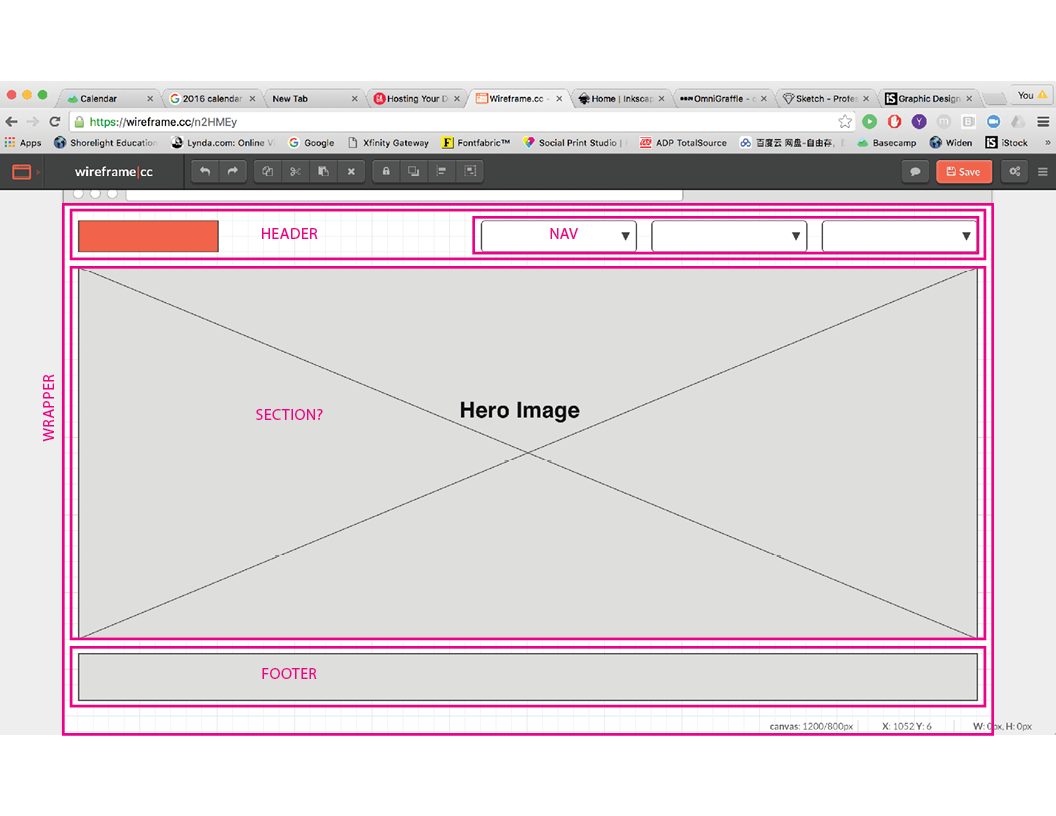 Calendar
2016 calendar
New Tab
Hosting Your D
Wireframe.cc -
Home | Inkscap
OmniGraffle - c
Sketch - Profes
Graphic Design
You
https://wireframe.cc/n2HMEy
Apps
Shorelight Education
Lynda.com: Online Vi
Google
Xfinity Gateway
Fontfabric™
Social Print Studio |
ADP TotalSource
百度云 网盘-自由存,
Basecamp
Widen
iStock
»
wireframe|cc
Save
HEADER
NAV
WRAPPER
SECTION?
Hero Image
FOOTER
canvas: 1200/800px
X: 1052 Y: 6
W: 0px, H: 0px